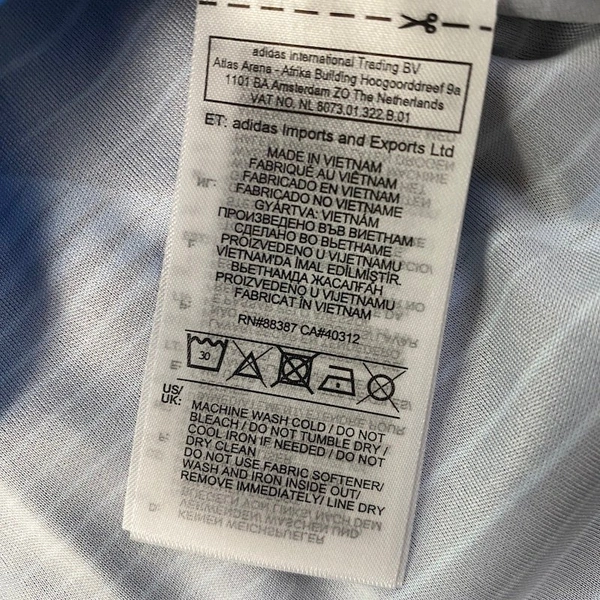 adidas International Trading BV
Atlas Arena - Afrika Building Hoogoorddreef 9a
1101 BA Amsterdam ZO The Netherlands
VAT NO. NL 8073.01.322.B.01
ET: adidas Imports and Exports Ltd
MADE IN VIETNAM
FABRIQUÉ AU VIÊTNAM
FABRICADO EN VIETNAM
FABRICADO NO VIETNAME
GYÁRTVA: VIETNÁM
ПРОИЗВЕДЕНО ВЪВ ВИЕТНАМ
СДЕЛАНО ВО ВЬЕТНАМЕ
PROIZVEDENO U VIJETNAMU
VIETNAM'DA İMAL EDİLMİŞTİR.
ВЬЕТНАМДА ЖАСАЛҒАН
PROIZVEDENO U VIJETNAMU
FABRICAT ÎN VIETNAM
RN#88387 CA#40312
30
US/
UK:
MACHINE WASH COLD / DO NOT
BLEACH / DO NOT TUMBLE DRY /
COOL IRON IF NEEDED / DO NOT
DRY CLEAN
DO NOT USE FABRIC SOFTENER/
WASH AND IRON INSIDE OUT/
REMOVE IMMEDIATELY/ LINE DRY